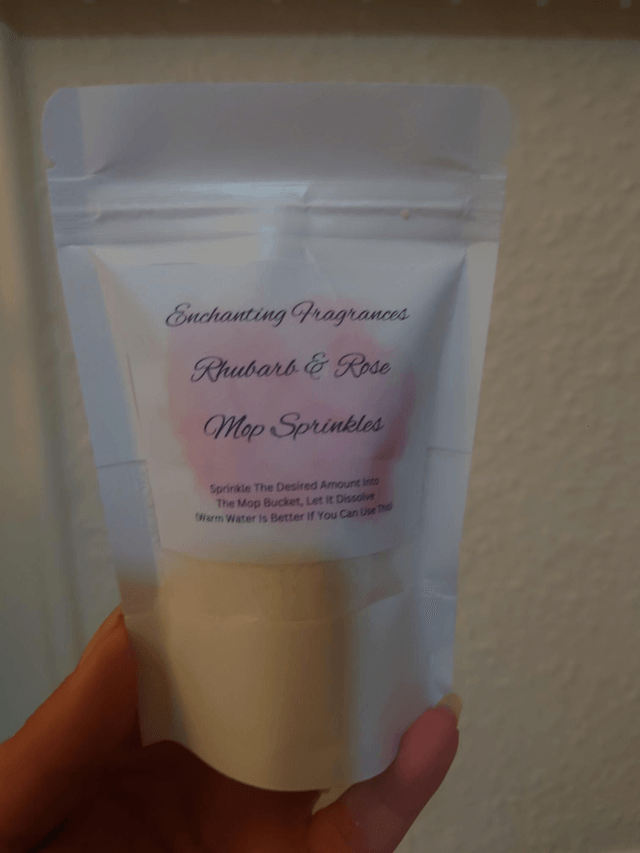 Enchanting Fragrances
Rhubarb & Rose
Mop Sprinkles
Sprinkle The Desired Amount Into
The Mop Bucket, Let It Dissolve
(Warm Water Is Better If You Can Use This)